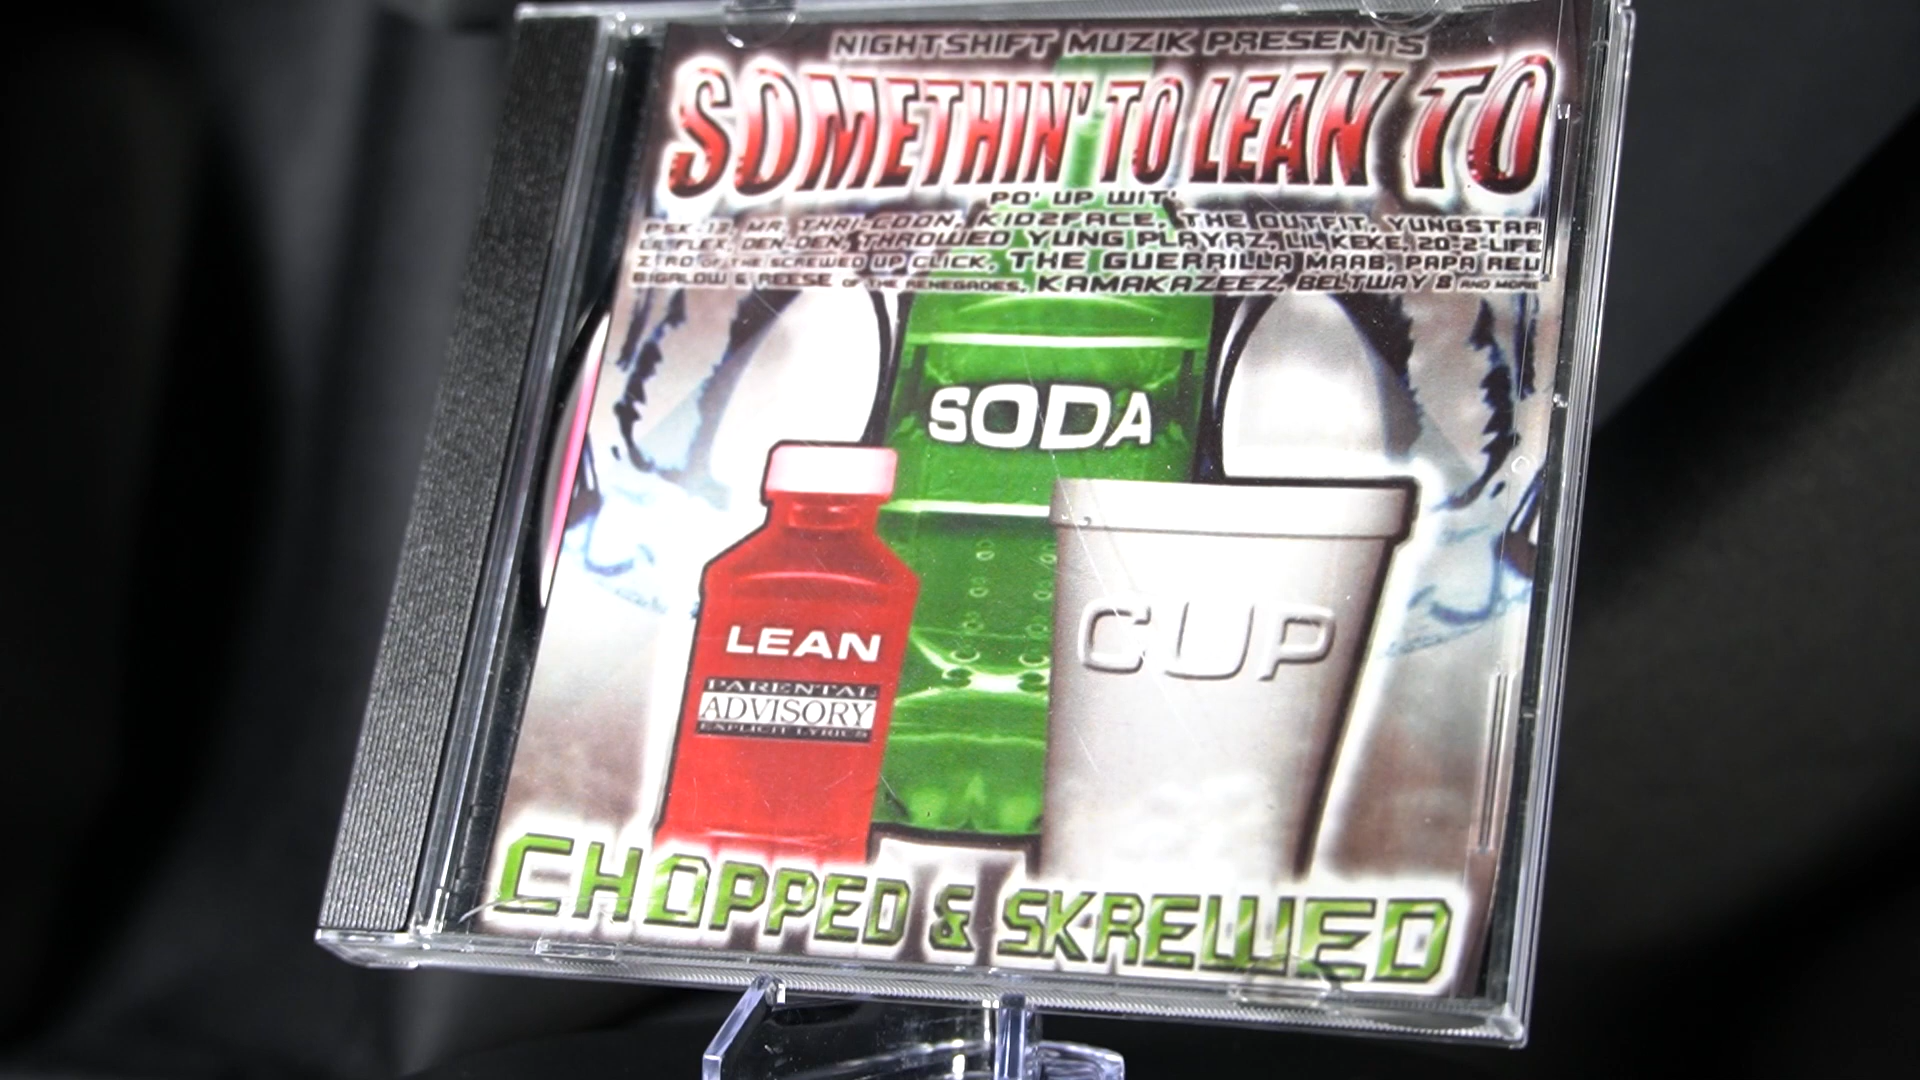 NIGHTSHIFT MUZIK PRESENTS
SOMETHIN' TO LEAN TO
PO' UP WIT'
PSK-13, MR. THRI-COON, KID2FACE, THE OUTFIT, YUNGSTAR
LIL' FLEX, DEN-DEN, THROWED YUNG PLAYAZ, LIL KEKE, 20-2-LIFE
Z'RO OF THE SCREWED UP CLICK, THE GUERRILLA MAAB, PAPA REU
BIGALOW & REESE OF THE RENEGADES, KAMAKAZEEZ, BELTWAY 8 AND MORE
SODA
CUP
LEAN
PARENTAL
ADVISORY
EXPLICIT LYRICS
CHOPPED & SKREWED